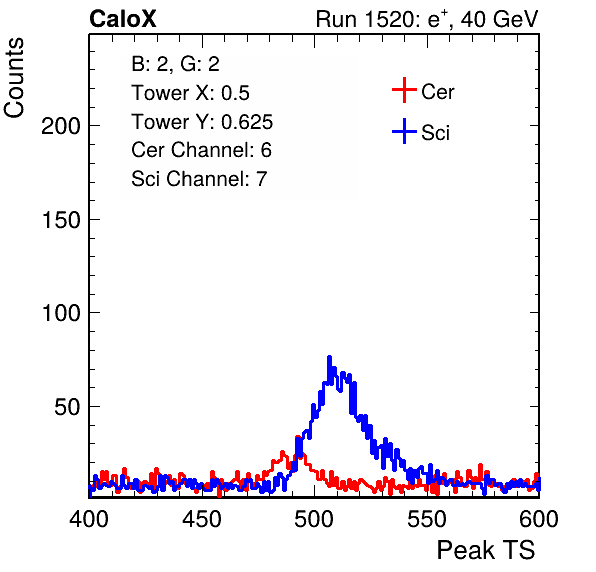 CaloX Run 1520: e⁺, 40 GeV
Counts
B: 2, G: 2
Tower X: 0.5
Tower Y: 0.625
Cer Channel: 6
Sci Channel: 7
Cer
Sci
200
150
100
50
400 450 500 550 600
Peak TS